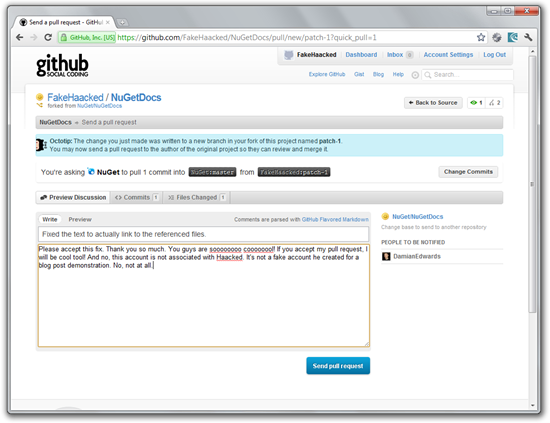 Send a pull request - GitHu
GitHub, Inc. [US] https://github.com/FakeHaacked/NuGetDocs/pull/new/patch-1?quick_pull=1
github
SOCIAL CODING
FakeHaacked Dashboard Inbox 0 Account Settings Log Out
Explore GitHub Gist Blog Help Search...
FakeHaacked / NuGetDocs
forked from NuGet/NuGetDocs
Back to Source 1 2
NuGetDocs Send a pull request
Octotip: The change you just made was written to a new branch in your fork of this project named patch-1.
You may now send a pull request to the author of the original project so they can review and merge it.
You're asking NuGet to pull 1 commit into NuGet:master from FakeHaacked:patch-1 Change Commits
Preview Discussion Commits 1 Files Changed 1
Write Preview Comments are parsed with GitHub Flavored Markdown
Fixed the text to actually link to the referenced files.
Please accept this fix. Thank you so much. You guys are sooooooooo coooooool! If you accept my pull request, I
will be cool too! And no, this account is not associated with Haacked. It's not a fake account he created for a
blog post demonstration. No, not at all.
NuGet/NuGetDocs
Change base to send to another repository
PEOPLE TO BE NOTIFIED
DamianEdwards
Send pull request